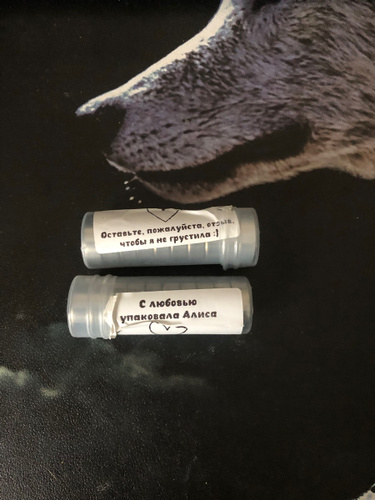 Оставьте, пожалуйста, отзыв,
чтобы я не грустила :)
С любовью
упаковала Алиса